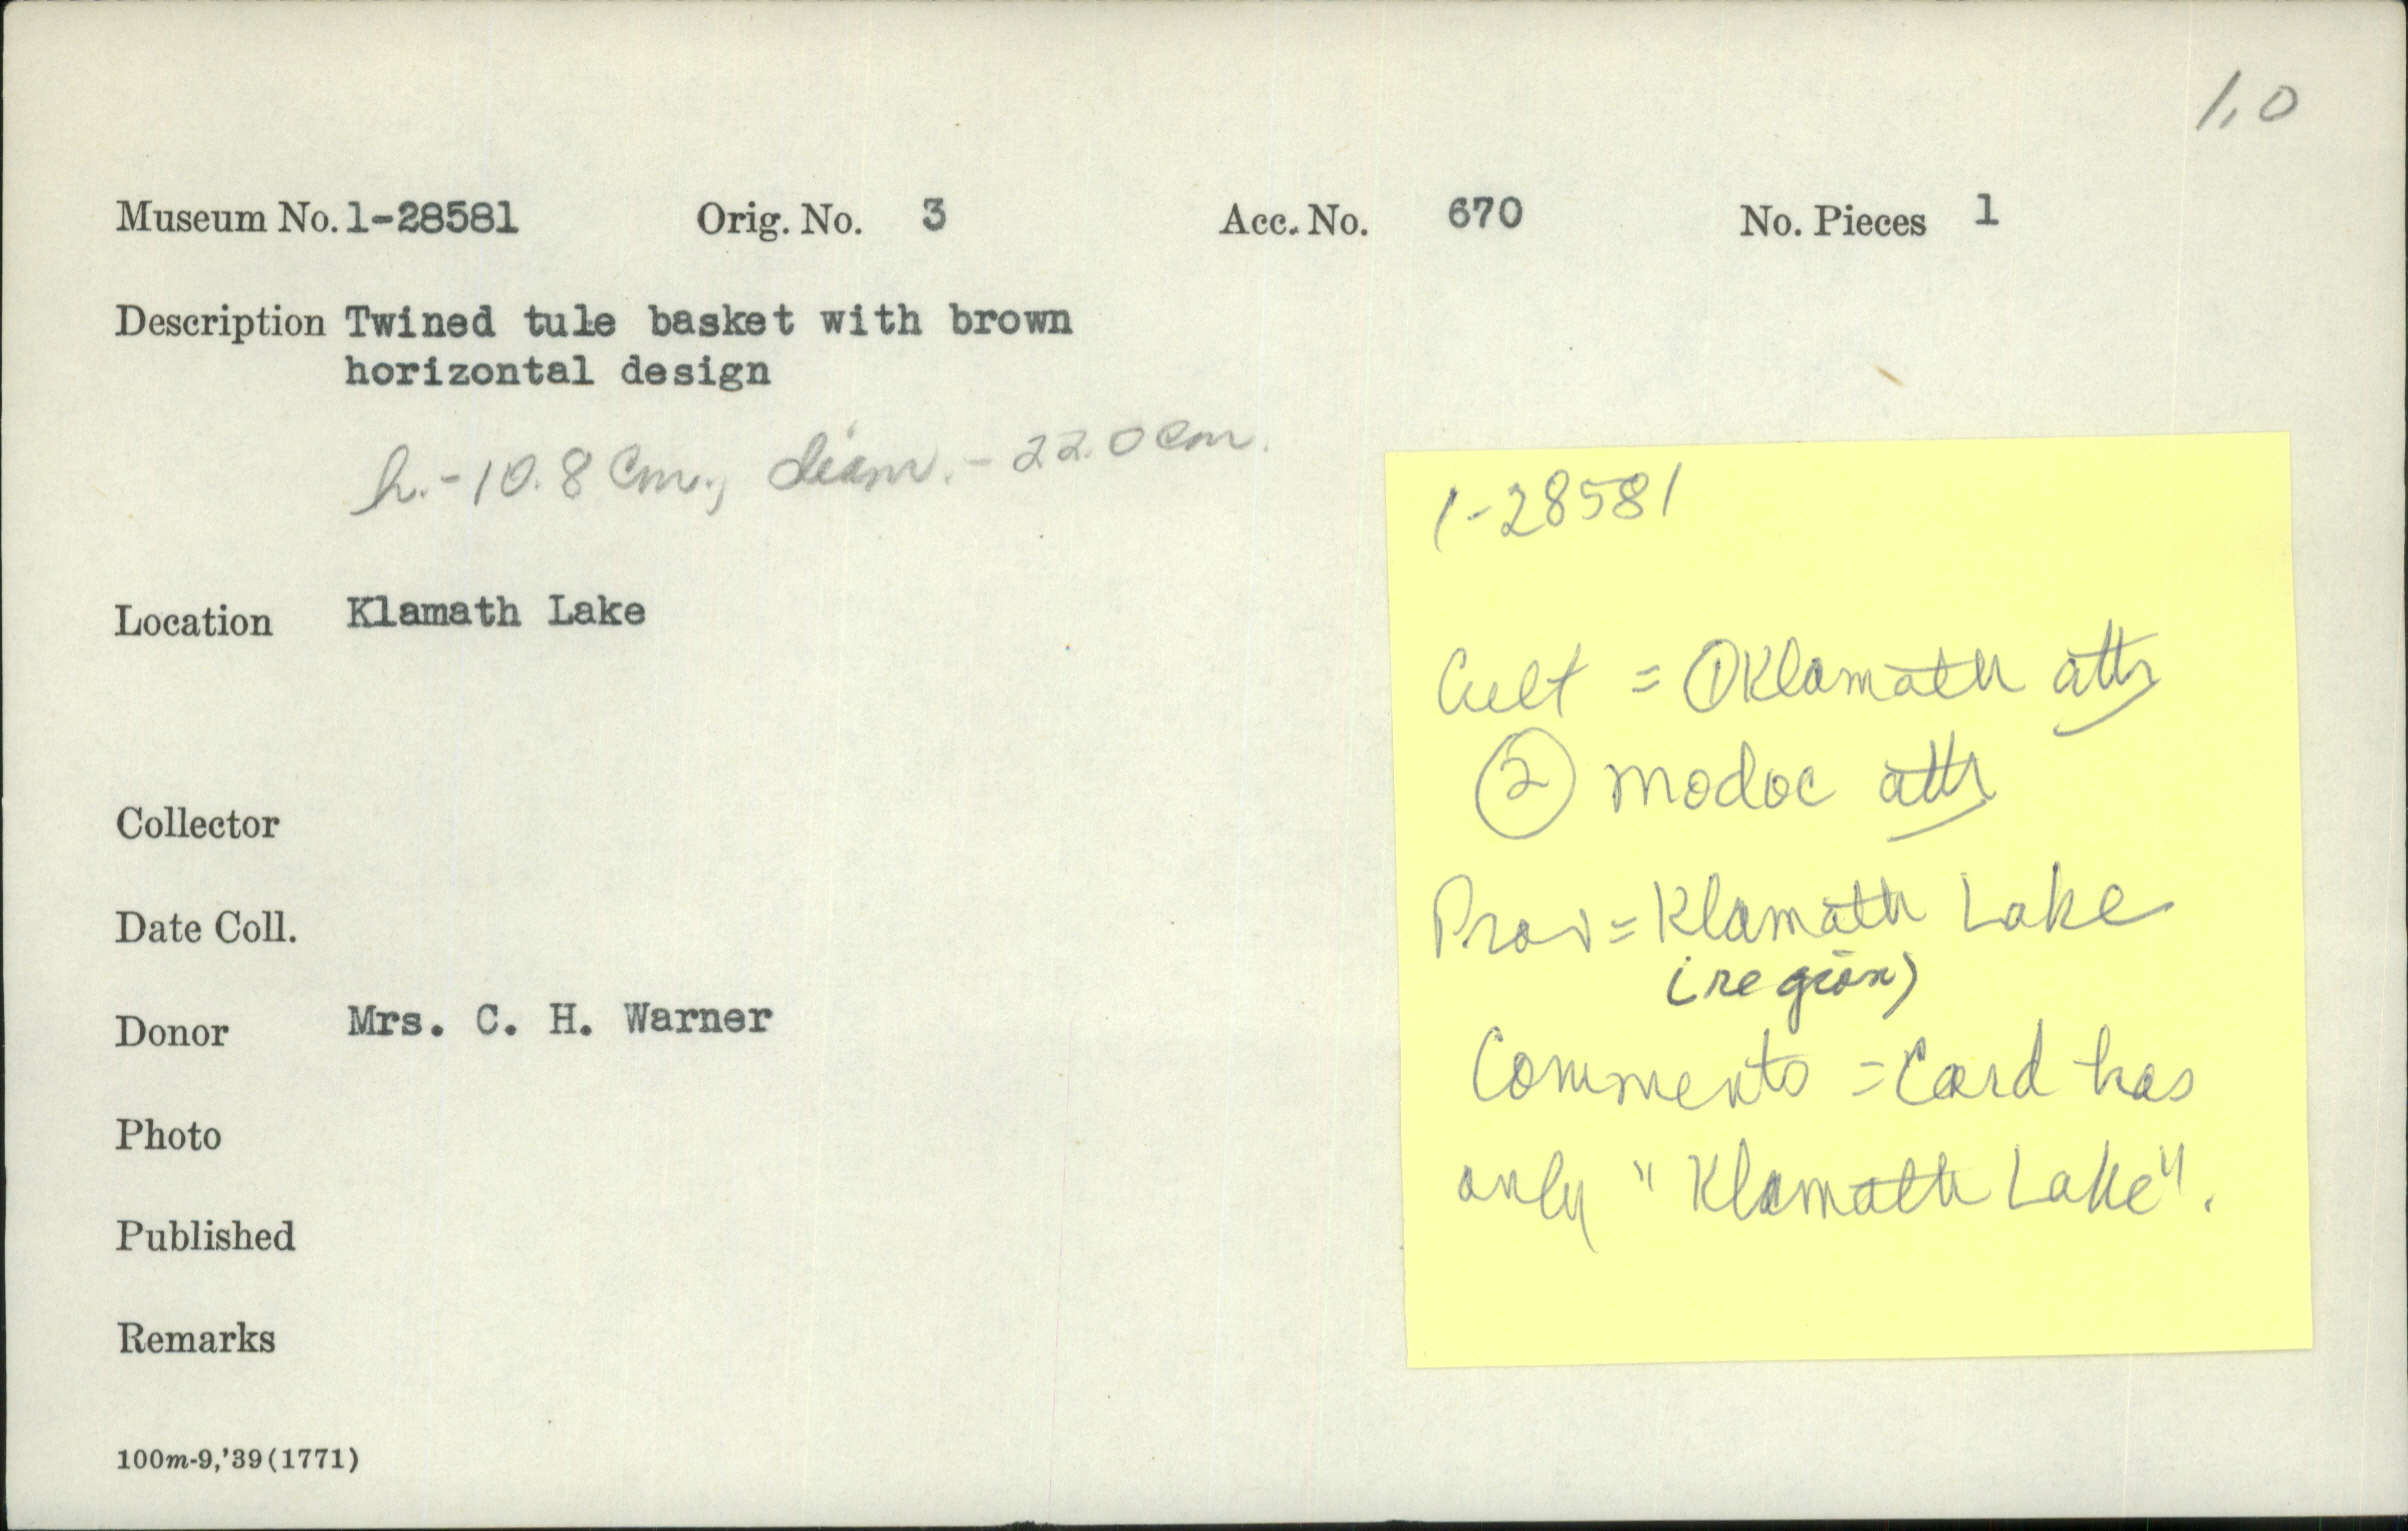 1,0
Museum No. 1-28581 Orig. No. 3 Acc. No. 670 No. Pieces 1
Description Twined tule basket with brown
horizontal design
h.-10.8 cm., diam.-22.0 cm.
Location Klamath Lake
Collector
Date Coll.
Donor Mrs. C. H. Warner
Photo
Published
Remarks
100m-9,'39(1771)
1-28581
Cult = ① Klamath attr
② modoc attr
Prov = Klamath Lake
(region)
Comments = Card has
only "Klamath Lake".